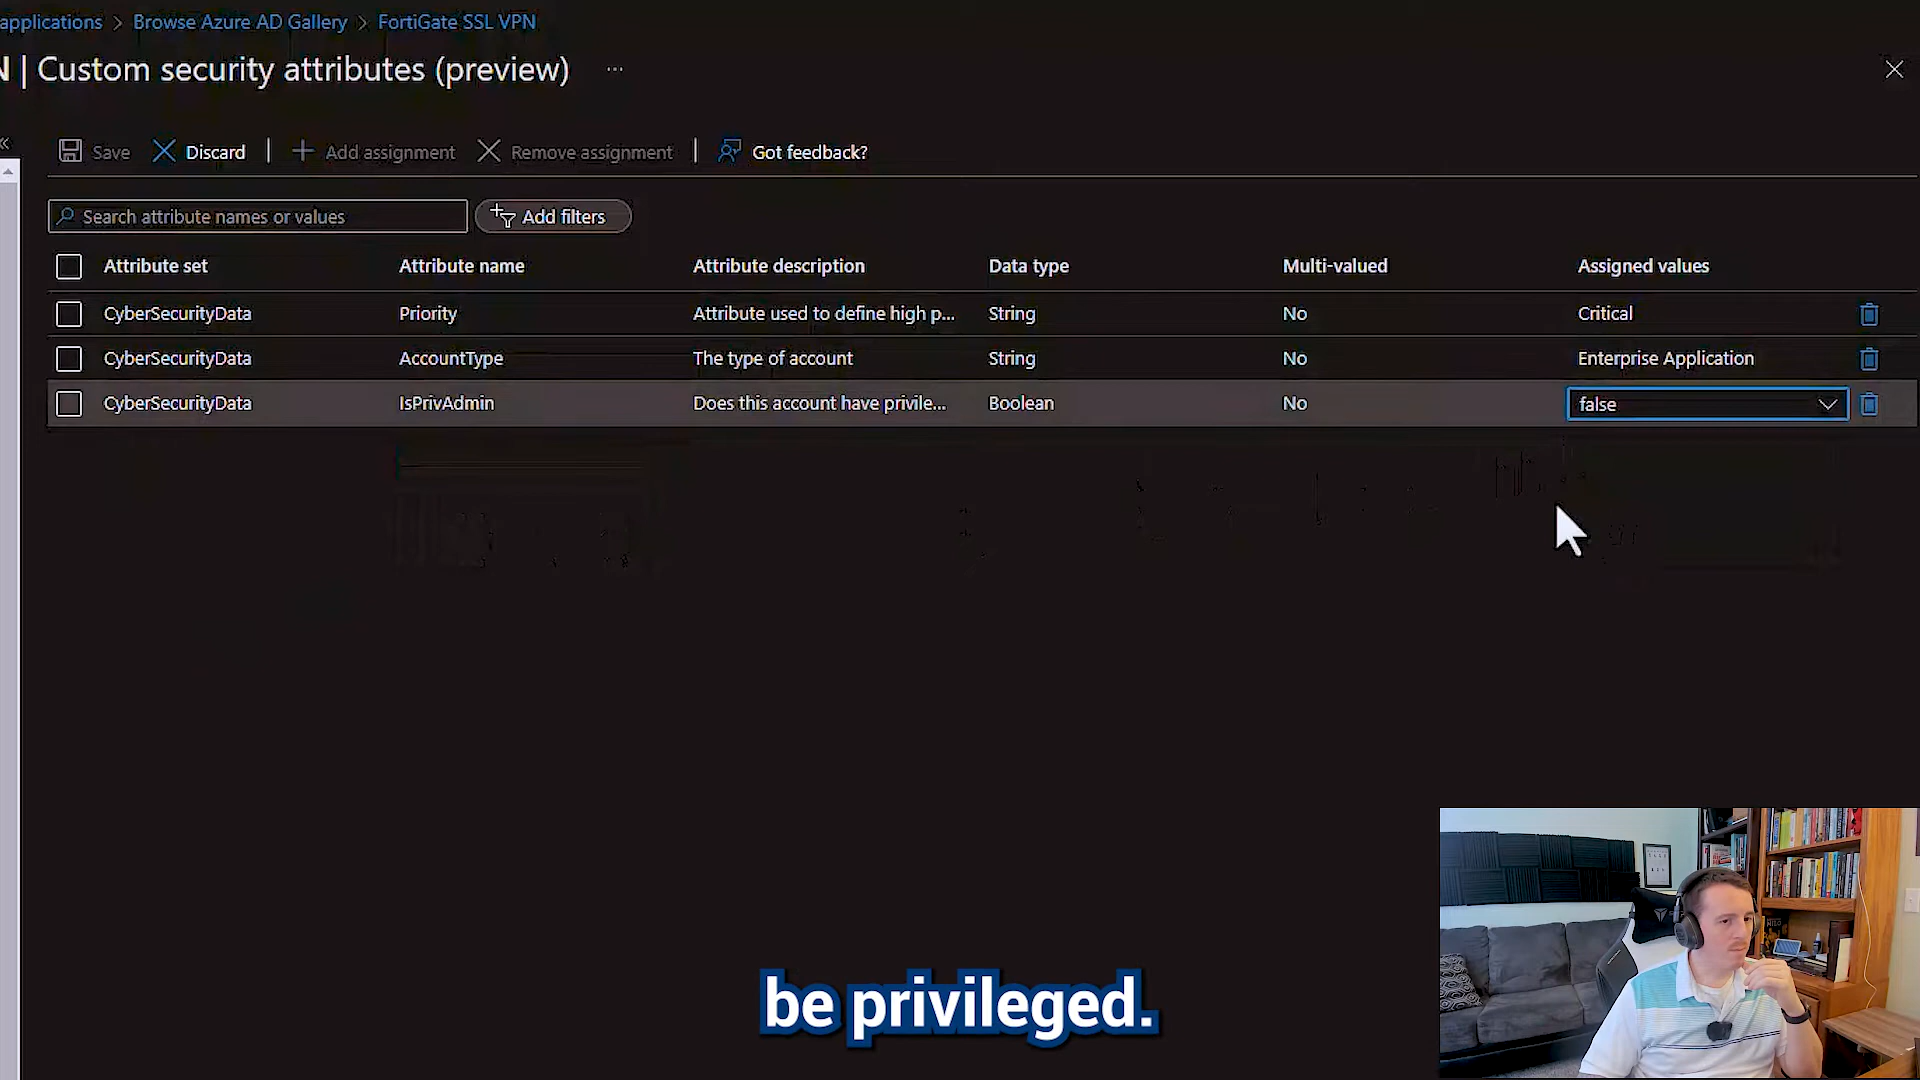 applications > Browse Azure AD Gallery > FortiGate SSL VPN
N | Custom security attributes (preview) ...
Save Discard Add assignment Remove assignment Got feedback?
Search attribute names or values Add filters
Attribute set Attribute name Attribute description Data type Multi-valued Assigned values
CyberSecurityData Priority Attribute used to define high p... String No Critical
CyberSecurityData AccountType The type of account String No Enterprise Application
CyberSecurityData IsPrivAdmin Does this account have privile... Boolean No false
be privileged.